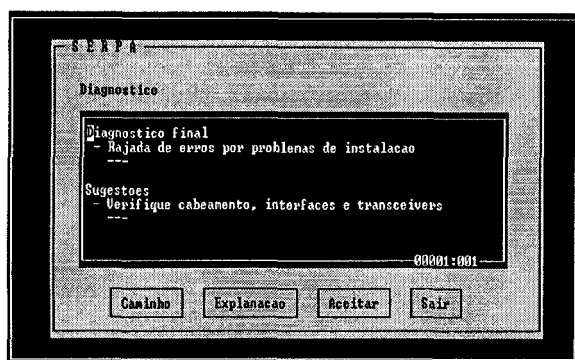 SERPA
Diagnostico
Diagnostico final
- Rajada de erros por problemas de instalacao
---
Sugestoes
- Verifique cabeamento, interfaces e transceivers
---
00001:001
Caminho Explanacao Aceitar Sair